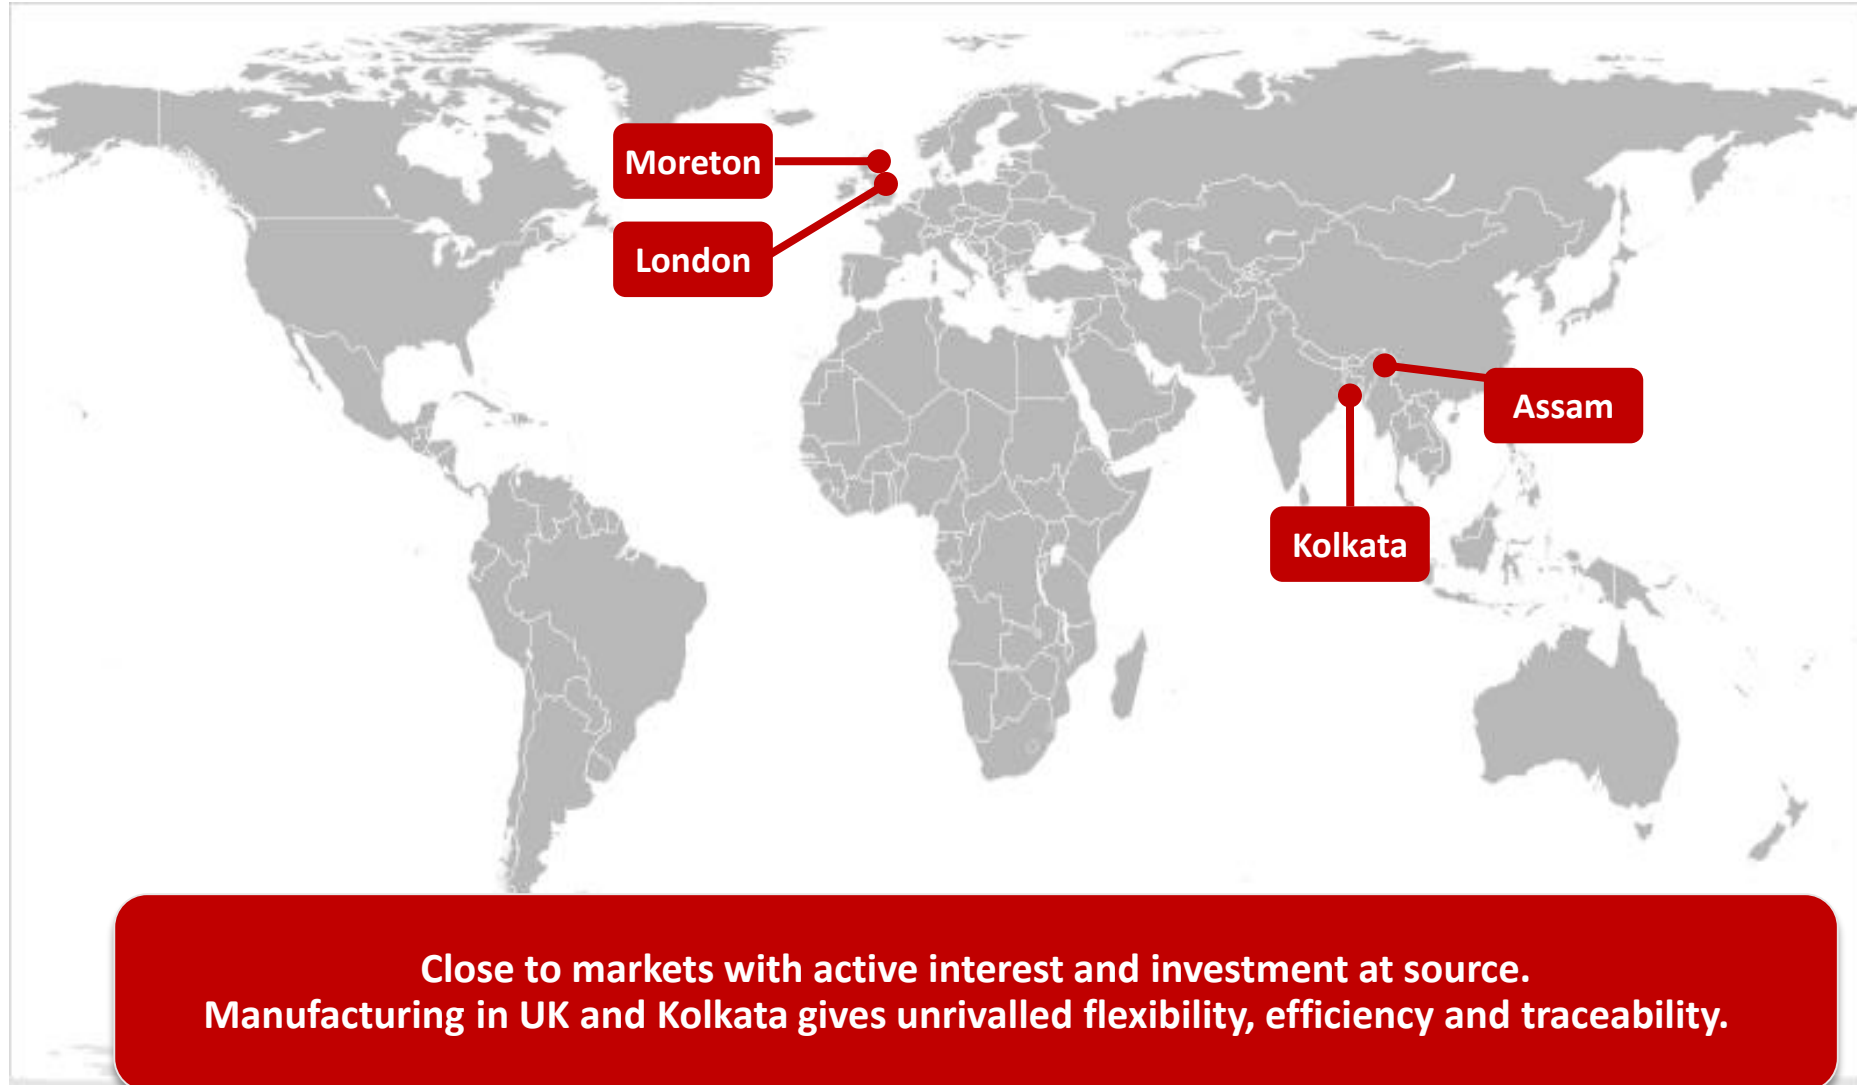 Moreton
London
Assam
Kolkata
Close to markets with active interest and investment at source.
Manufacturing in UK and Kolkata gives unrivalled flexibility, efficiency and traceability.